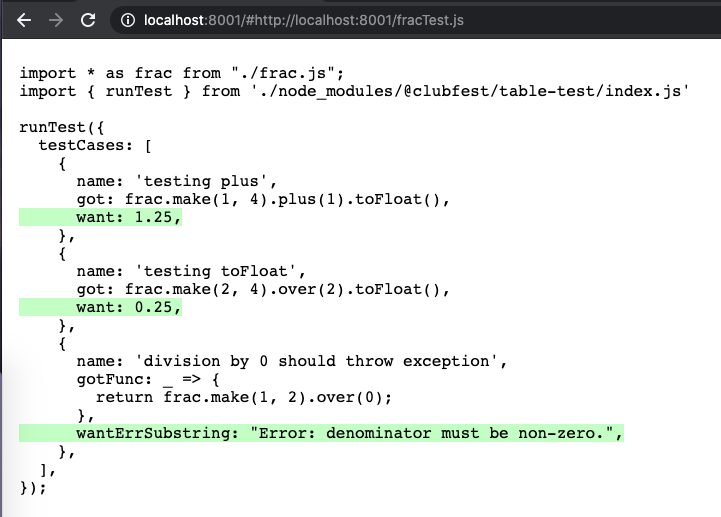 localhost:8001/#http://localhost:8001/fracTest.js
import * as frac from "./frac.js";
import { runTest } from './node_modules/@clubfest/table-test/index.js'
runTest({
  testCases: [
    {
      name: 'testing plus',
      got: frac.make(1, 4).plus(1).toFloat(),
      want: 1.25,
    },
    {
      name: 'testing toFloat',
      got: frac.make(2, 4).over(2).toFloat(),
      want: 0.25,
    },
    {
      name: 'division by 0 should throw exception',
      gotFunc: _ => {
        return frac.make(1, 2).over(0);
      },
      wantErrSubstring: "Error: denominator must be non-zero.",
    },
  ],
});